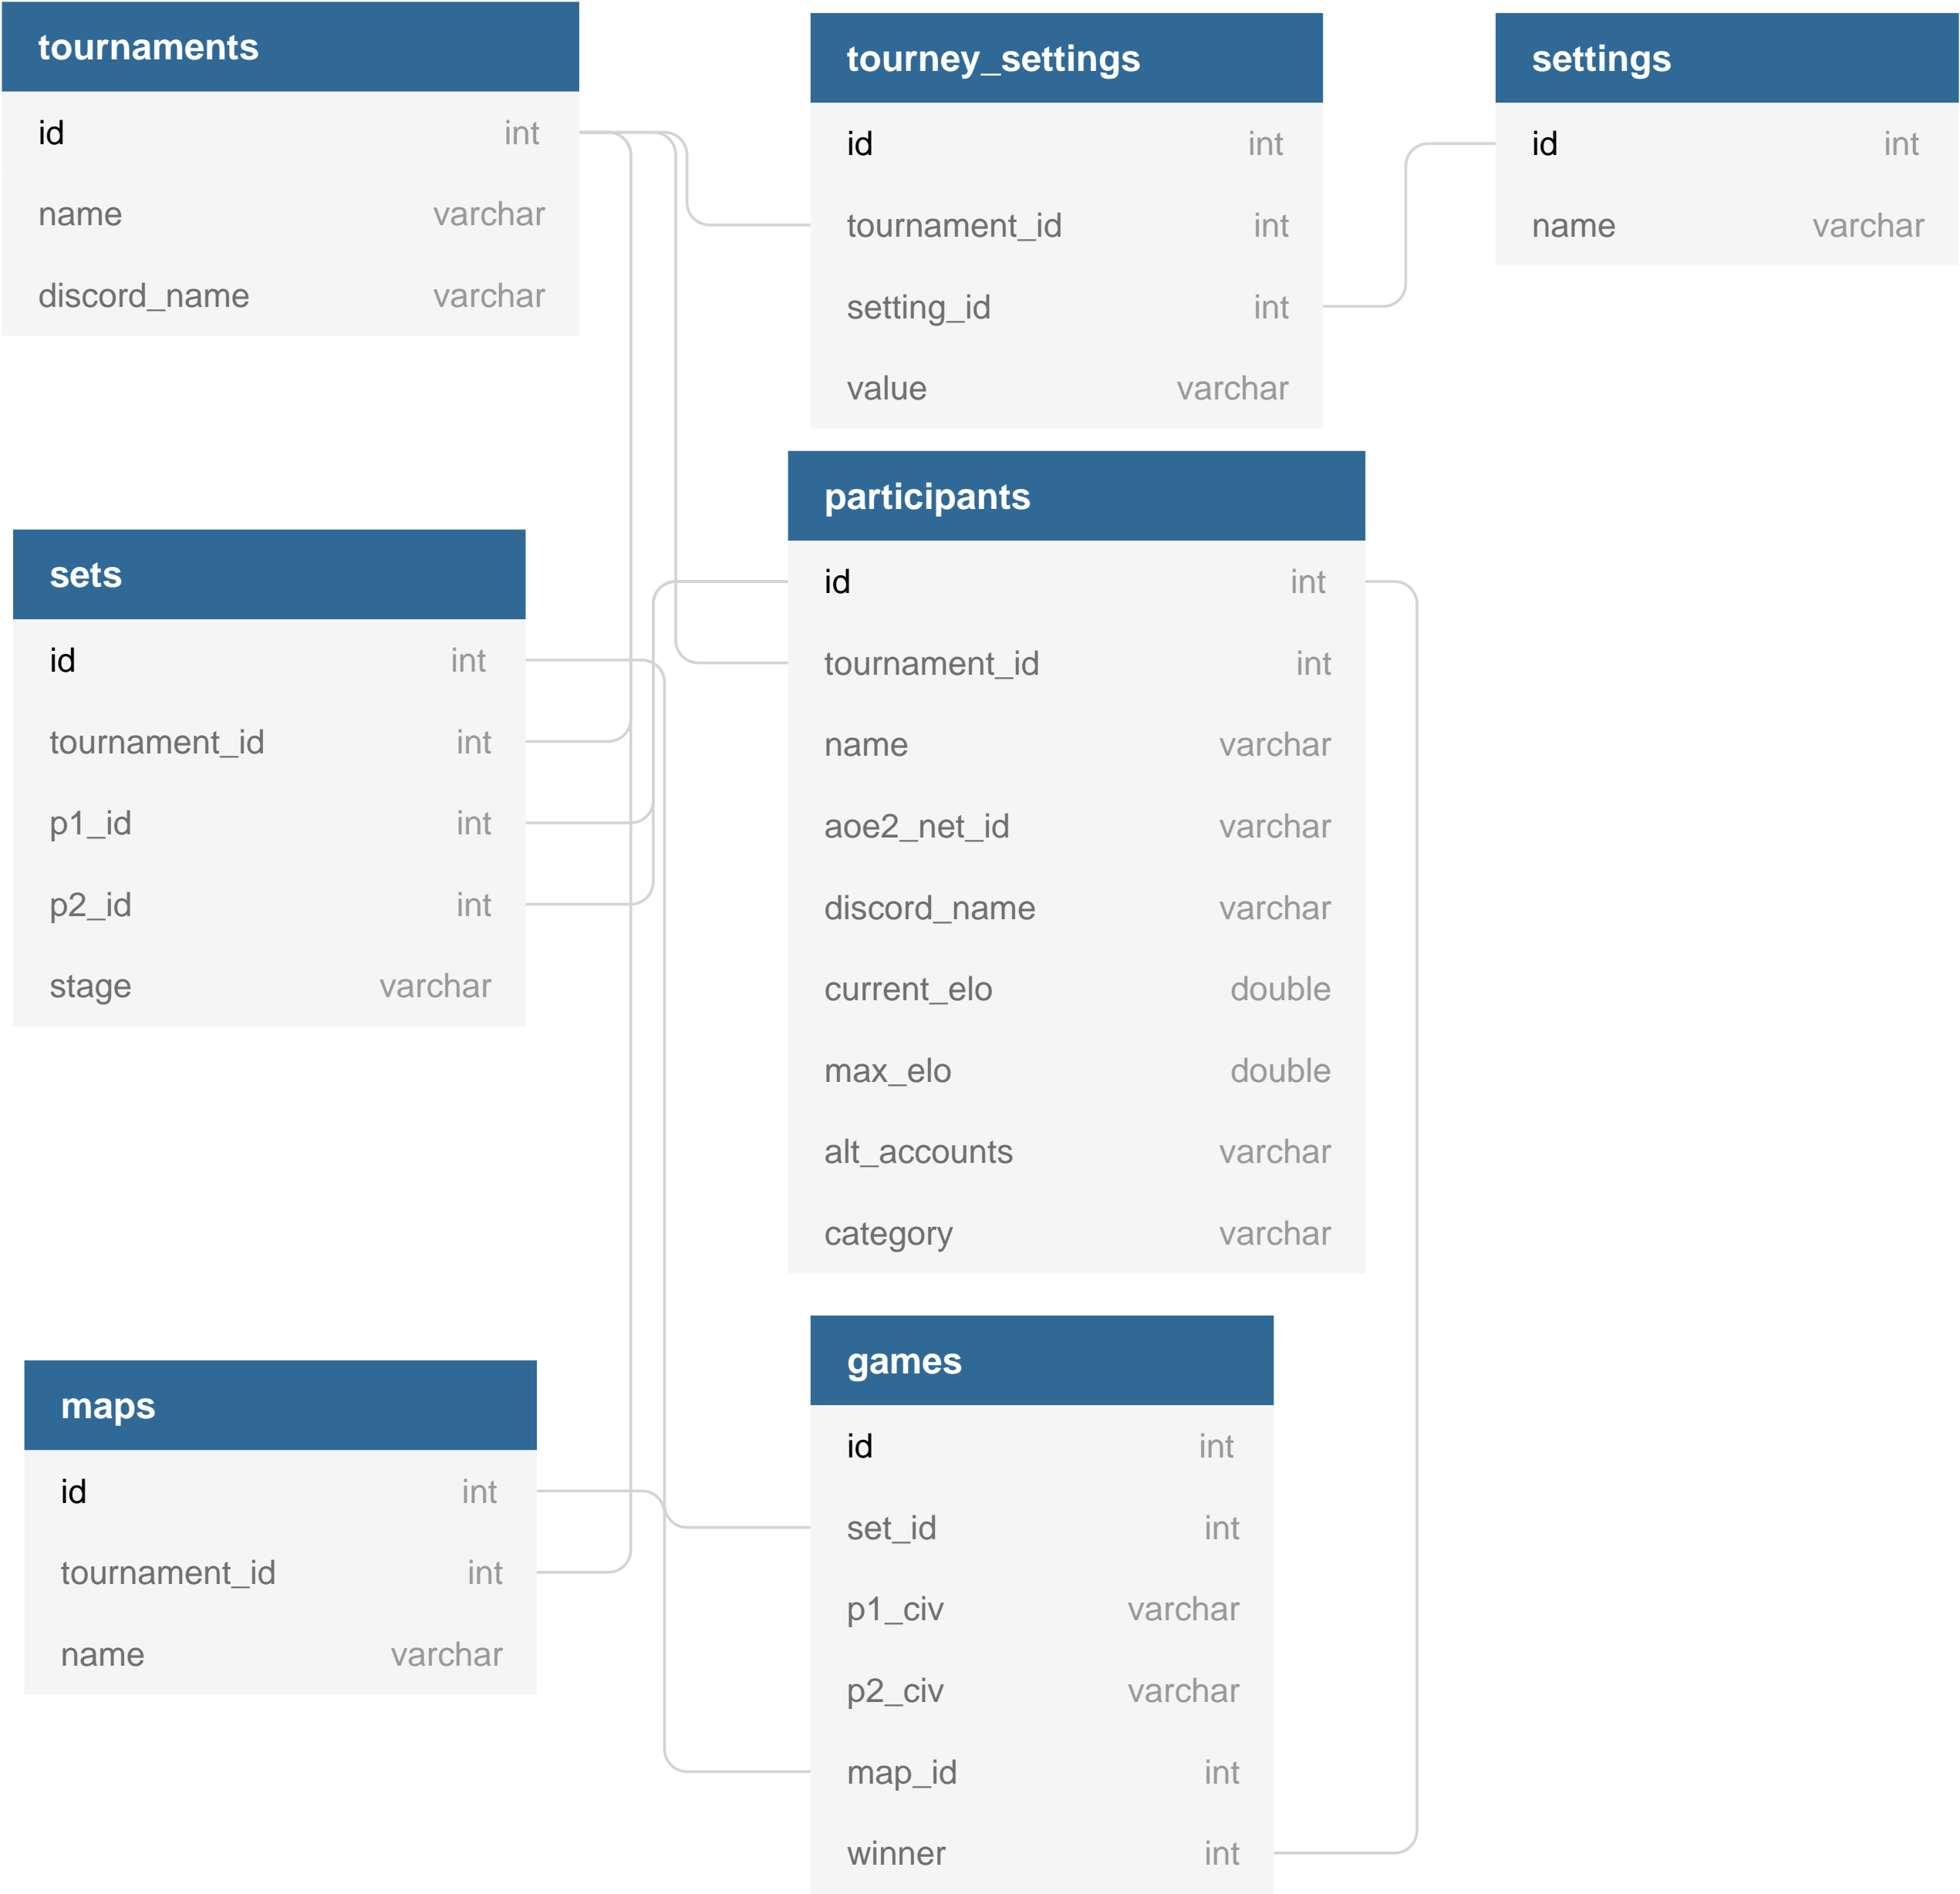 tournaments
id int
name varchar
discord_name varchar
tourney_settings
id int
tournament_id int
setting_id int
value varchar
settings
id int
name varchar
participants
id int
tournament_id int
name varchar
aoe2_net_id varchar
discord_name varchar
current_elo double
max_elo double
alt_accounts varchar
category varchar
sets
id int
tournament_id int
p1_id int
p2_id int
stage varchar
maps
id int
tournament_id int
name varchar
games
id int
set_id int
p1_civ varchar
p2_civ varchar
map_id int
winner int